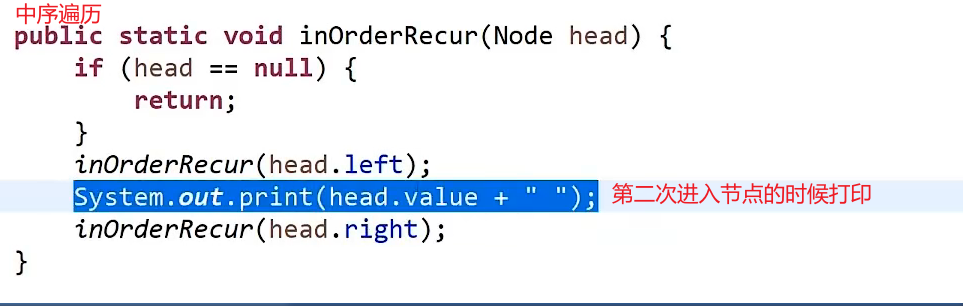 中序遍历
public static void inOrderRecur(Node head) {
if (head == null) {
return;
}
inOrderRecur(head.left);
System.out.print(head.value + " "); 第二次进入节点的时候打印
inOrderRecur(head.right);
}